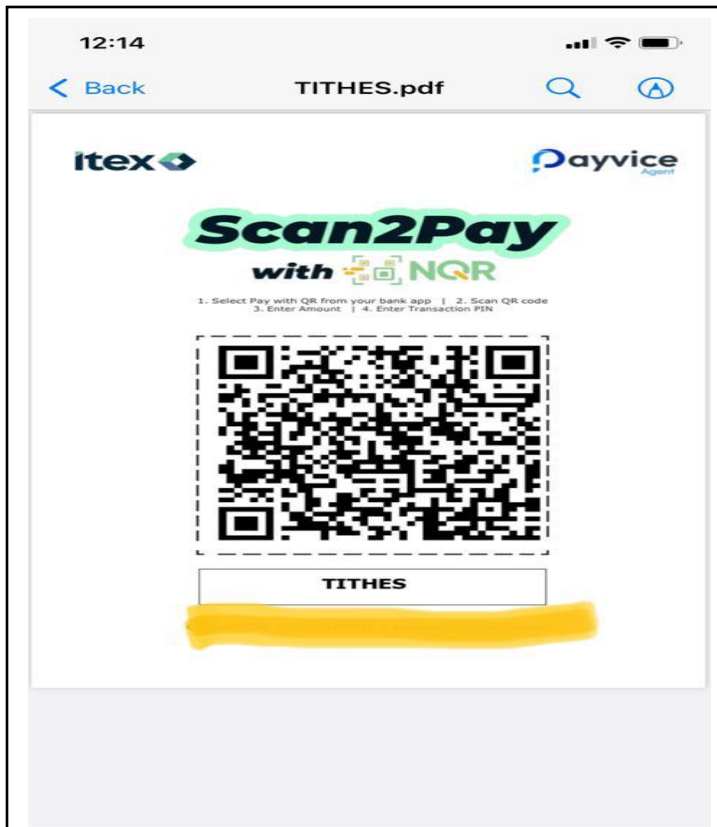 12:14
Back
TITHES.pdf
itex
Payvice
Agent
Scan2Pay
with NQR
1. Select Pay with QR from your bank app | 2. Scan QR code
3. Enter Amount | 4. Enter Transaction PIN
TITHES